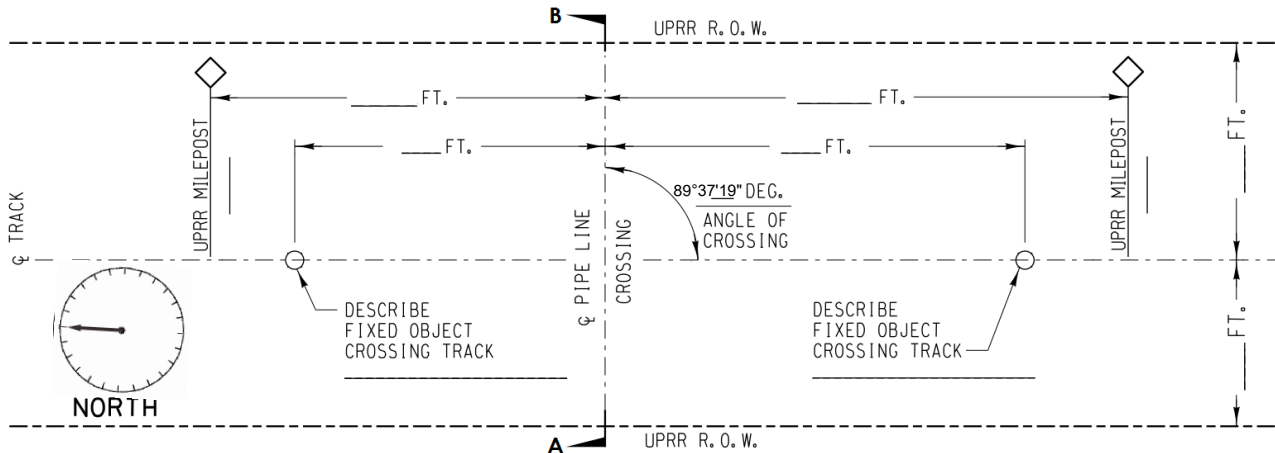 B
UPRR R.O.W.
_____ FT.
_____ FT.
___ FT.
___ FT.
FT.
FT.
UPRR MILEPOST
UPRR MILEPOST
89°37'19" DEG.
ANGLE OF
CROSSING
℄ TRACK
℄ PIPE LINE
CROSSING
DESCRIBE
FIXED OBJECT
CROSSING TRACK
DESCRIBE
FIXED OBJECT
CROSSING TRACK
NORTH
A
UPRR R.O.W.